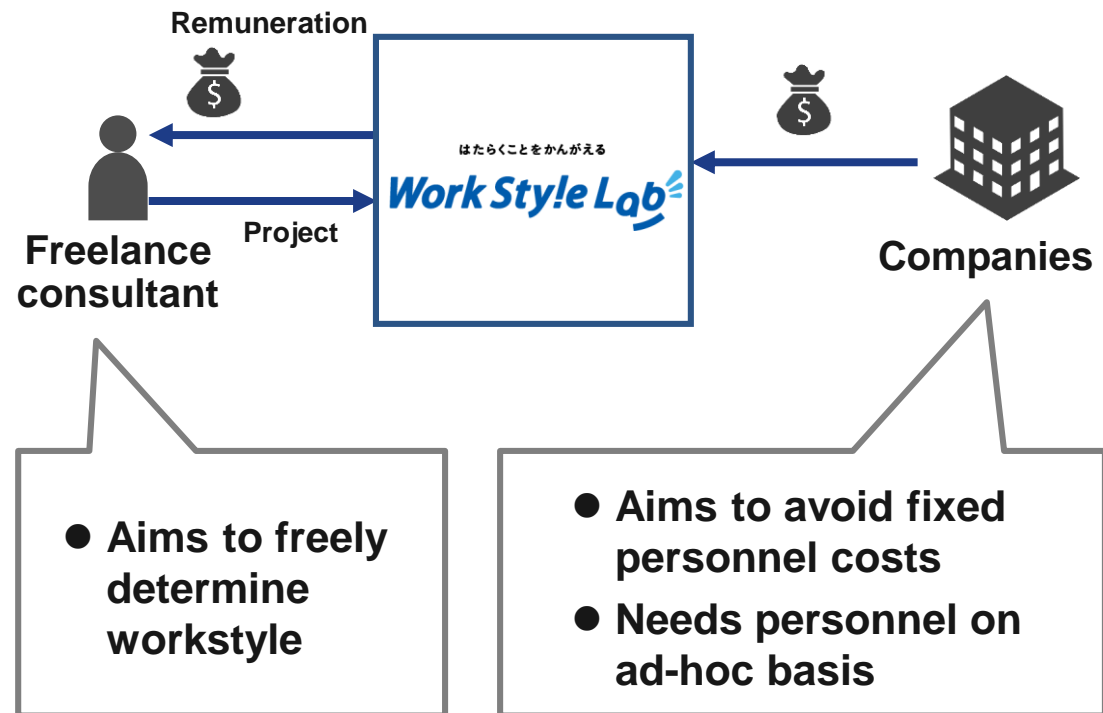 Remuneration
$
$
はたらくことをかんがえる
Work Sty!e Lab
Project
Freelance
consultant
Companies
● Aims to freely
determine
workstyle
● Aims to avoid fixed
personnel costs
● Needs personnel on
ad-hoc basis